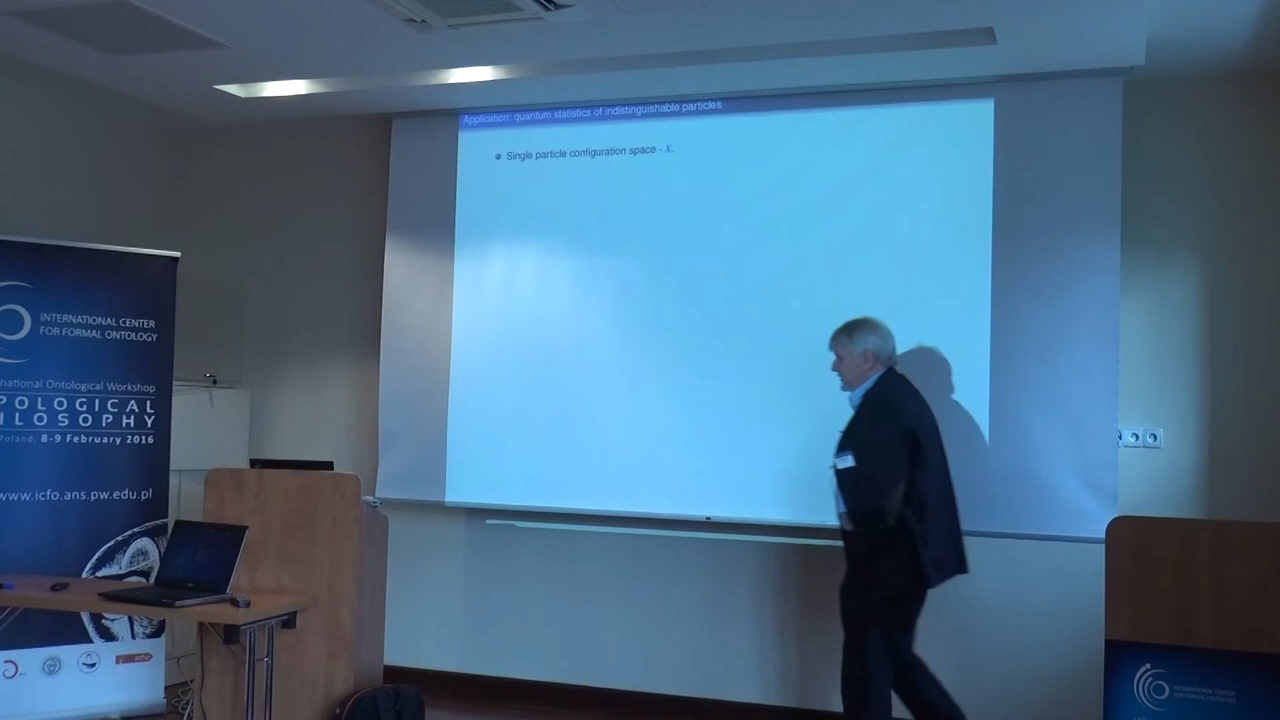 Application: quantum statistics of indistinguishable particles
Single particle configuration space - X.
INTERNATIONAL CENTER
FOR FORMAL ONTOLOGY
national Ontological Workshop
POLOGICAL
ILOSOPHY
Poland, 8-9 February 2016
www.icfo.ans.pw.edu.pl
INTERNATIONAL CENTER
FOR FORMAL ONTOLOGY